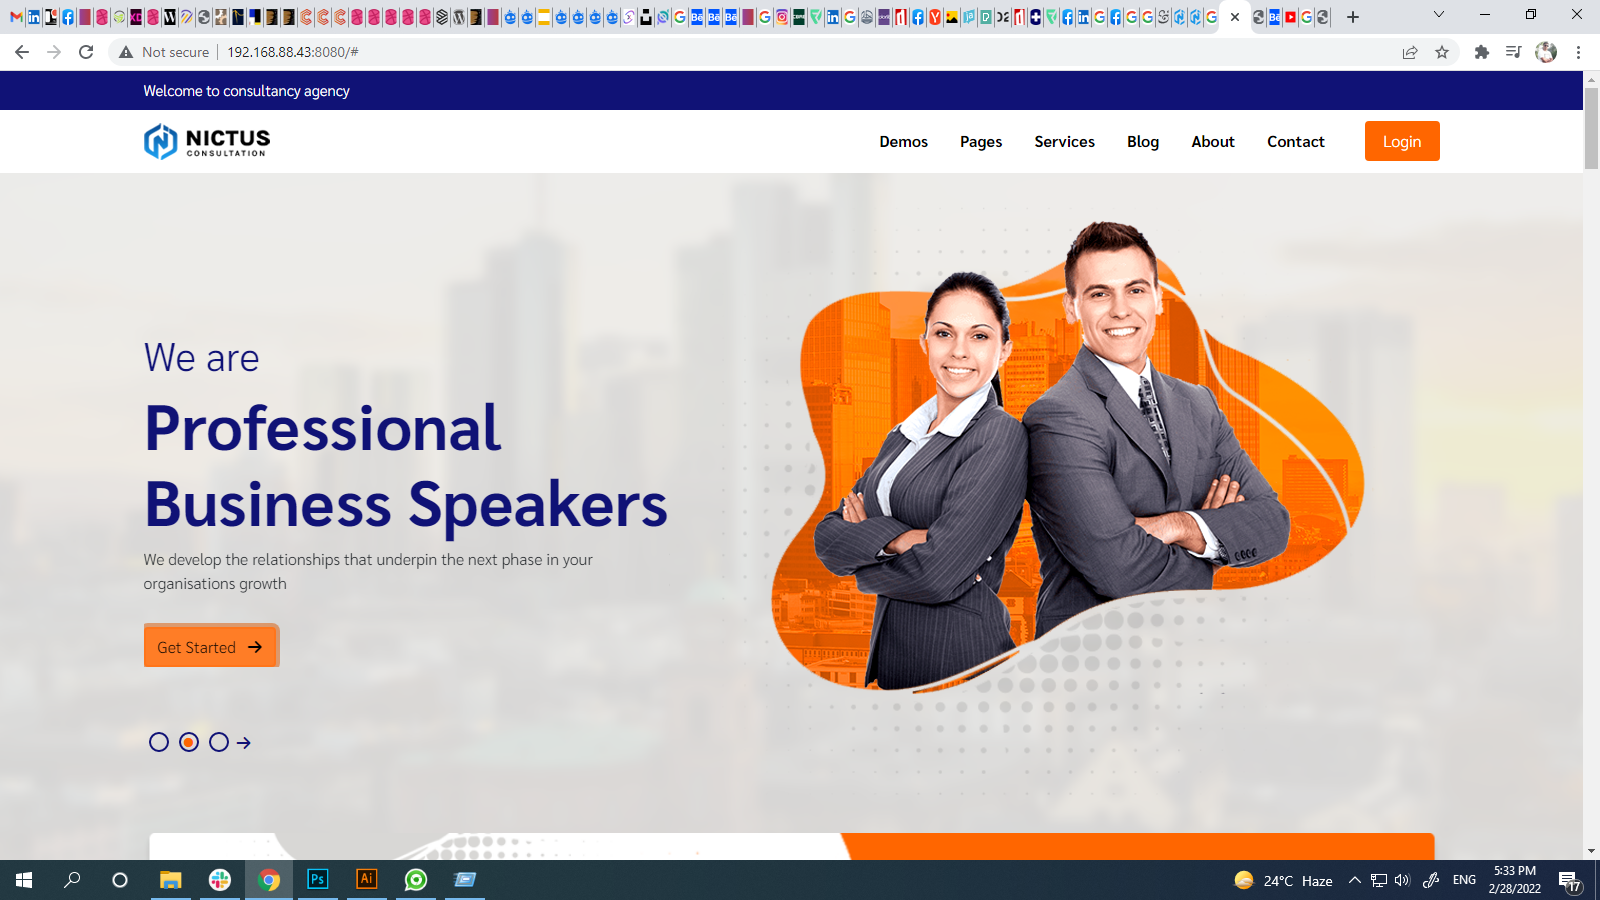 Not secure
192.168.88.43:8080/#
Welcome to consultancy agency
NICTUS
CONSULTATION
Demos
Pages
Services
Blog
About
Contact
Login
We are
Professional
Business Speakers
We develop the relationships that underpin the next phase in your
organisations growth
Get Started
Ps
Ai
24°C Haze
ENG
5:33 PM
2/28/2022
17